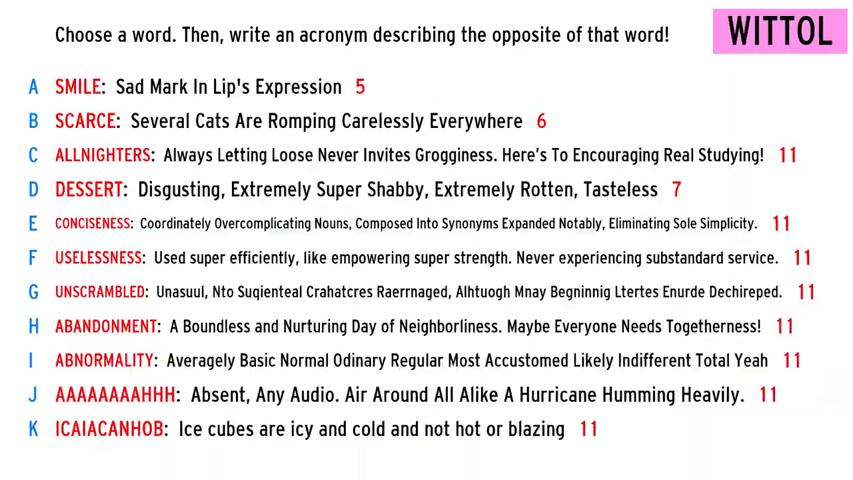 Choose a word. Then, write an acronym describing the opposite of that word!
WITTOL
A SMILE: Sad Mark In Lip's Expression 5
B SCARCE: Several Cats Are Romping Carelessly Everywhere 6
C ALLNIGHTERS: Always Letting Loose Never Invites Grogginess. Here's To Encouraging Real Studying! 11
D DESSERT: Disgusting, Extremely Super Shabby, Extremely Rotten, Tasteless 7
E CONCISENESS: Coordinately Overcomplicating Nouns, Composed Into Synonyms Expanded Notably, Eliminating Sole Simplicity. 11
F USELESSNESS: Used super efficiently, like empowering super strength. Never experiencing substandard service. 11
G UNSCRAMBLED: Unasuul, Nto Suqienteal Crahatcres Raerrnaged, Alhtuogh Mnay Begninnig Ltertes Enurde Dechireped. 11
H ABANDONMENT: A Boundless and Nurturing Day of Neighborliness. Maybe Everyone Needs Togetherness! 11
I ABNORMALITY: Averagely Basic Normal Odinary Regular Most Accustomed Likely Indifferent Total Yeah 11
J AAAAAAAAHHH: Absent, Any Audio. Air Around All Alike A Hurricane Humming Heavily. 11
K ICAIACANHOB: Ice cubes are icy and cold and not hot or blazing 11